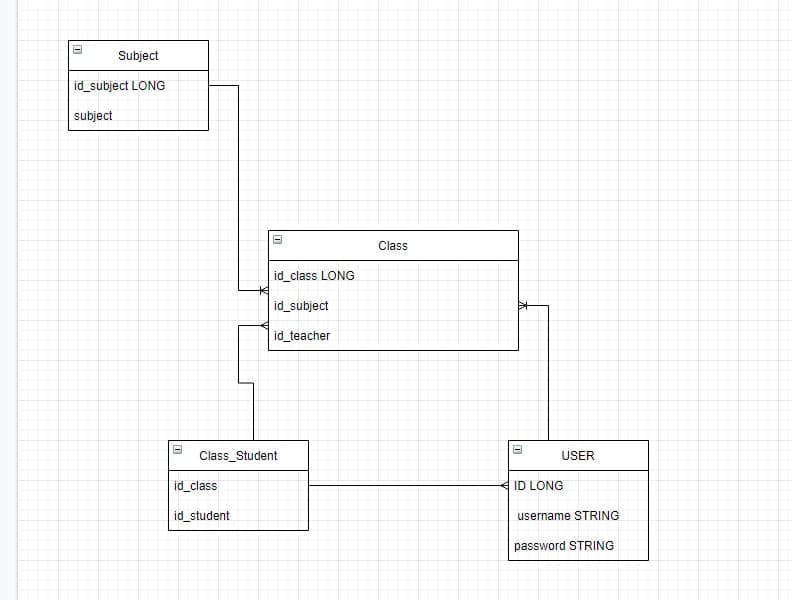 Subject
id_subject LONG
subject
Class
id_class LONG
id_subject
id_teacher
Class_Student
id_class
id_student
USER
ID LONG
username STRING
password STRING